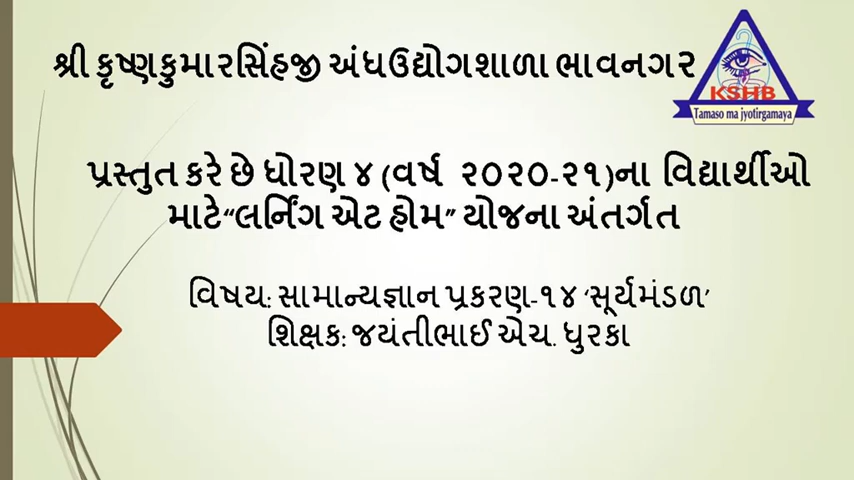 શ્રી કૃષ્ણકુમારસિંહજી અંધઉદ્યોગશાળા ભાવનગર
KSHB
Tamaso ma jyotirgamaya
પ્રસ્તુત કરે છે ધોરણ ૪ (વર્ષ ૨૦૨૦-૨૧)ના વિદ્યાર્થીઓ
માટે“લર્નિંગ એટ હોમ” યોજના અંતર્ગત
વિષય: સામાન્યજ્ઞાન પ્રકરણ-૧૪ ‘સૂર્યમંડળ’
શિક્ષક: જયંતીભાઈ એચ. ધુરકા